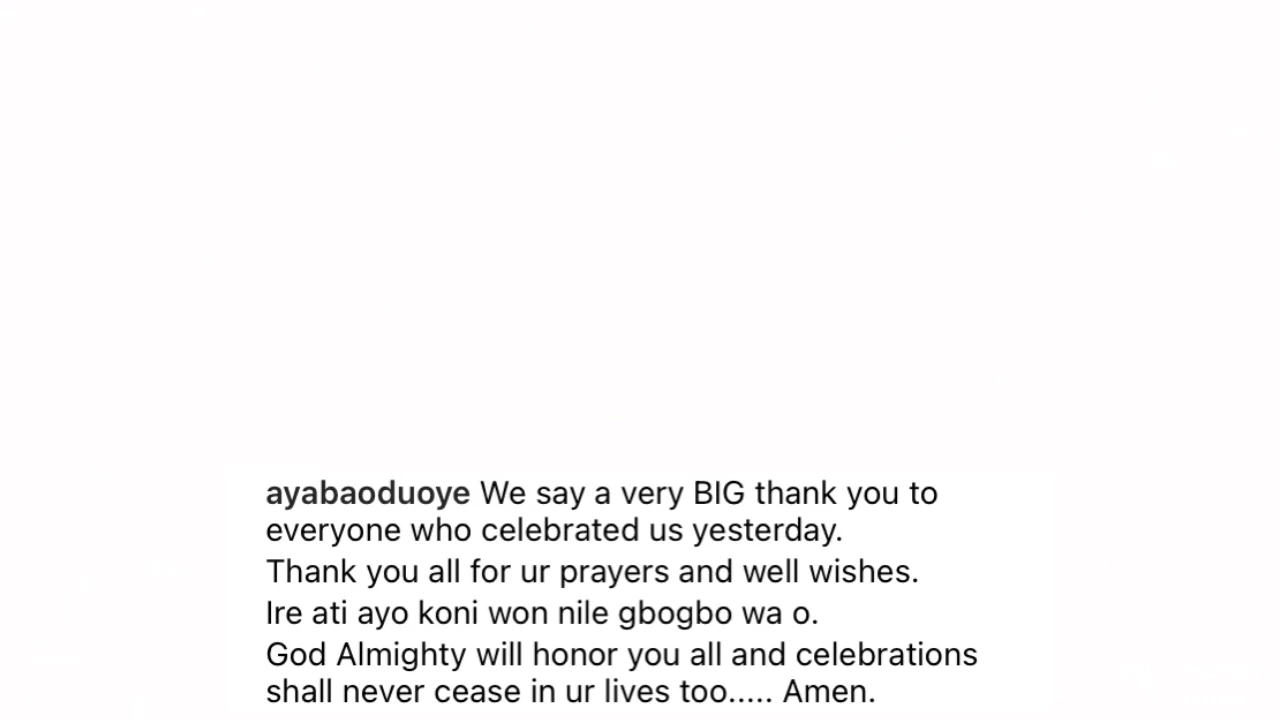 ayabaoduoye We say a very BIG thank you to
everyone who celebrated us yesterday.
Thank you all for ur prayers and well wishes.
Ire ati ayo koni won nile gbogbo wa o.
God Almighty will honor you all and celebrations
shall never cease in ur lives too..... Amen.